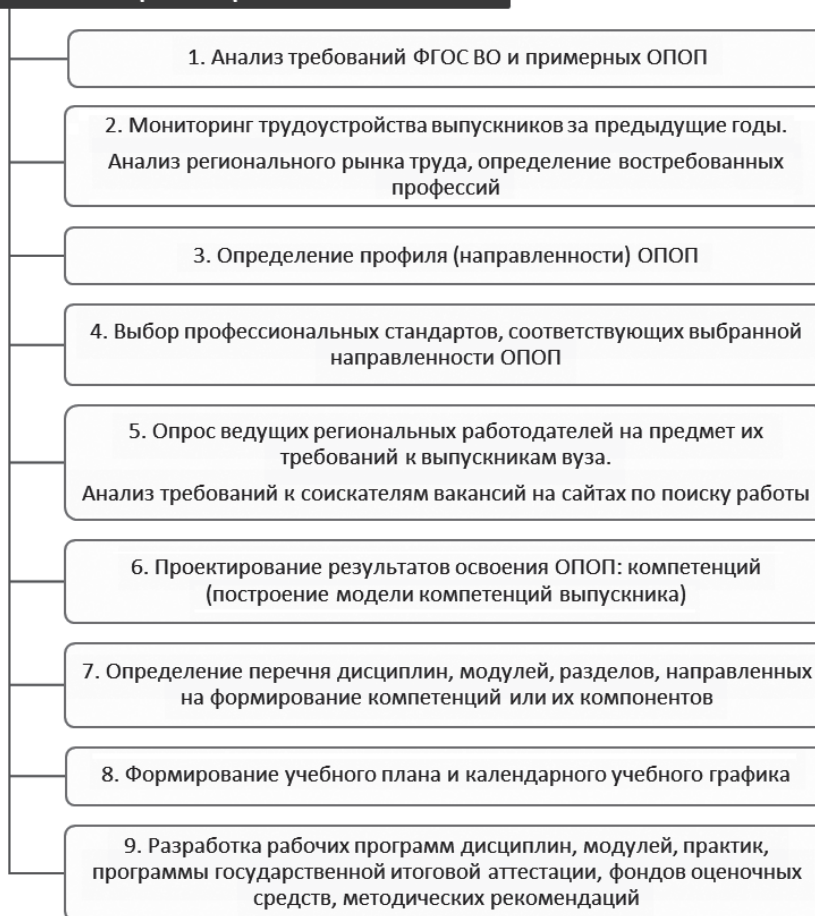 1. Анализ требований ФГОС ВО и примерных ОПОП
2. Мониторинг трудоустройства выпускников за предыдущие годы.
Анализ регионального рынка труда, определение востребованных
профессий
3. Определение профиля (направленности) ОПОП
4. Выбор профессиональных стандартов, соответствующих выбранной
направленности ОПОП
5. Опрос ведущих региональных работодателей на предмет их
требований к выпускникам вуза.
Анализ требований к соискателям вакансий на сайтах по поиску работы
6. Проектирование результатов освоения ОПОП: компетенций
(построение модели компетенций выпускника)
7. Определение перечня дисциплин, модулей, разделов, направленных
на формирование компетенций или их компонентов
8. Формирование учебного плана и календарного учебного графика
9. Разработка рабочих программ дисциплин, модулей, практик,
программы государственной итоговой аттестации, фондов оценочных
средств, методических рекомендаций